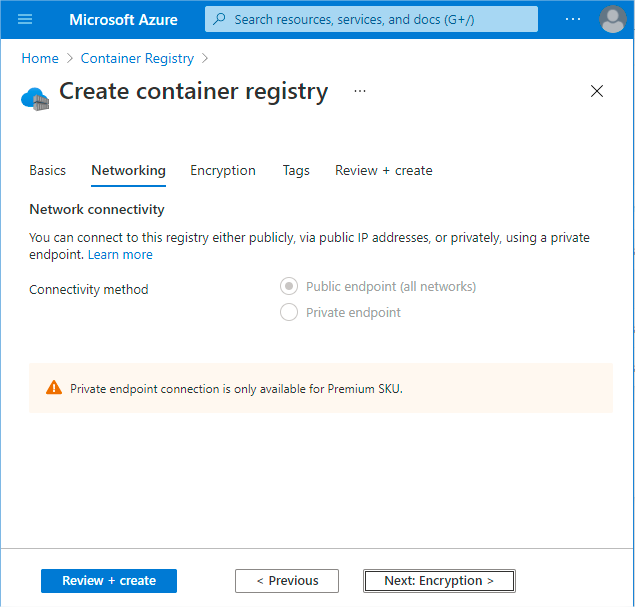 Microsoft Azure
Search resources, services, and docs (G+/)
...
Home > Container Registry >
Create container registry ...
Basics Networking Encryption Tags Review + create
Network connectivity
You can connect to this registry either publicly, via public IP addresses, or privately, using a private
endpoint. Learn more
Connectivity method
Public endpoint (all networks)
Private endpoint
Private endpoint connection is only available for Premium SKU.
Review + create
< Previous
Next: Encryption >